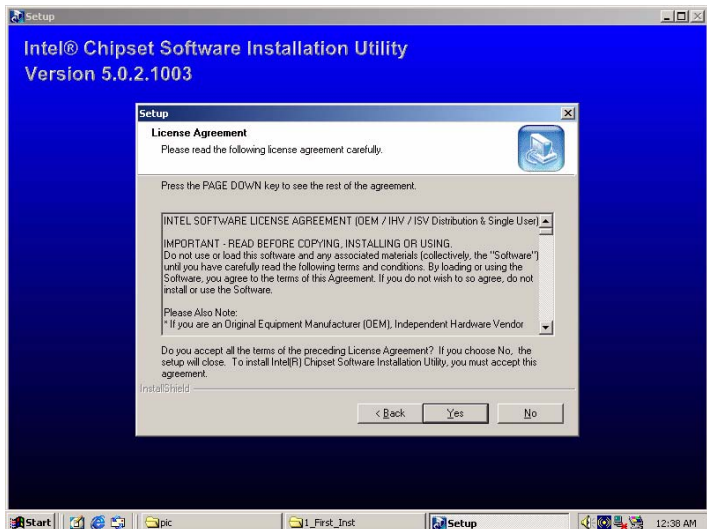 Setup
Intel® Chipset Software Installation Utility
Version 5.0.2.1003
Setup
License Agreement
Please read the following license agreement carefully.
Press the PAGE DOWN key to see the rest of the agreement.
INTEL SOFTWARE LICENSE AGREEMENT (OEM / IHV / ISV Distribution & Single User)
IMPORTANT - READ BEFORE COPYING, INSTALLING OR USING.
Do not use or load this software and any associated materials (collectively, the "Software")
until you have carefully read the following terms and conditions. By loading or using the
Software, you agree to the terms of this Agreement. If you do not wish to so agree, do not
install or use the Software.
Please Also Note:
* If you are an Original Equipment Manufacturer (OEM), Independent Hardware Vendor
Do you accept all the terms of the preceding License Agreement? If you choose No, the
setup will close. To install Intel(R) Chipset Software Installation Utility, you must accept this
agreement.
InstallShield
< Back
Yes
No
Start
pic
1_First_Inst
Setup
12:38 AM